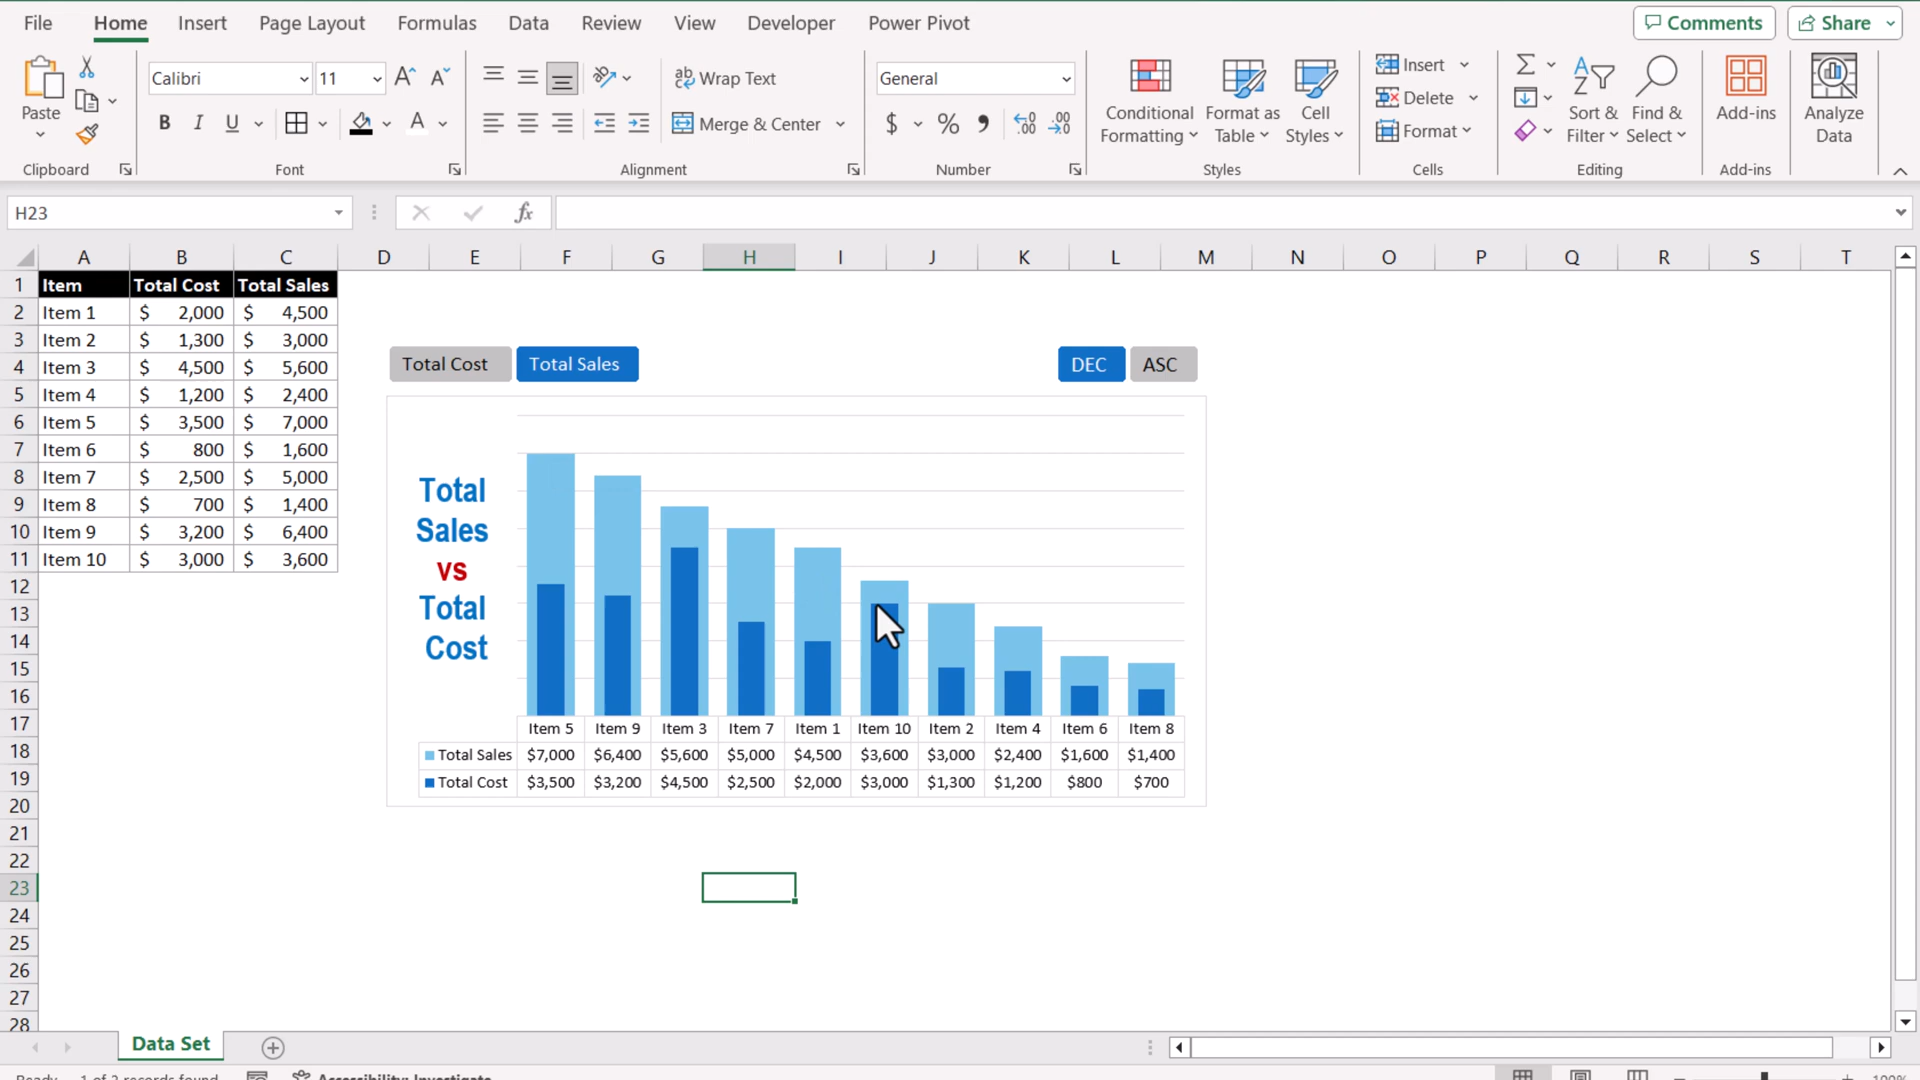 File Home Insert Page Layout Formulas Data Review View Developer Power Pivot Comments Share
Calibri 11 Wrap Text General Insert
Paste Conditional Format as Cell Delete Sort & Find & Add-ins Analyze
B I U Merge & Center $ % Formatting Table Styles Format Filter Select Data
Clipboard Font Alignment Number Styles Cells Editing Add-ins
H23 fx
A B C D E F G H I J K L M N O P Q R S T
1 Item Total Cost Total Sales
2 Item 1 $ 2,000 $ 4,500
3 Item 2 $ 1,300 $ 3,000
4 Item 3 $ 4,500 $ 5,600
5 Item 4 $ 1,200 $ 2,400
6 Item 5 $ 3,500 $ 7,000
7 Item 6 $ 800 $ 1,600
8 Item 7 $ 2,500 $ 5,000
9 Item 8 $ 700 $ 1,400
10 Item 9 $ 3,200 $ 6,400
11 Item 10 $ 3,000 $ 3,600
12
13
14
15
16
17
18
19
20
21
22
23
24
25
26
27
28
Total Cost Total Sales DEC ASC
Total
Sales
vs
Total
Cost
Item 5 Item 9 Item 3 Item 7 Item 1 Item 10 Item 2 Item 4 Item 6 Item 8
Total Sales $7,000 $6,400 $5,600 $5,000 $4,500 $3,600 $3,000 $2,400 $1,600 $1,400
Total Cost $3,500 $3,200 $4,500 $2,500 $2,000 $3,000 $1,300 $1,200 $800 $700
Data Set
Ready 1 of 2 records found Accessibility: Investigate 100%